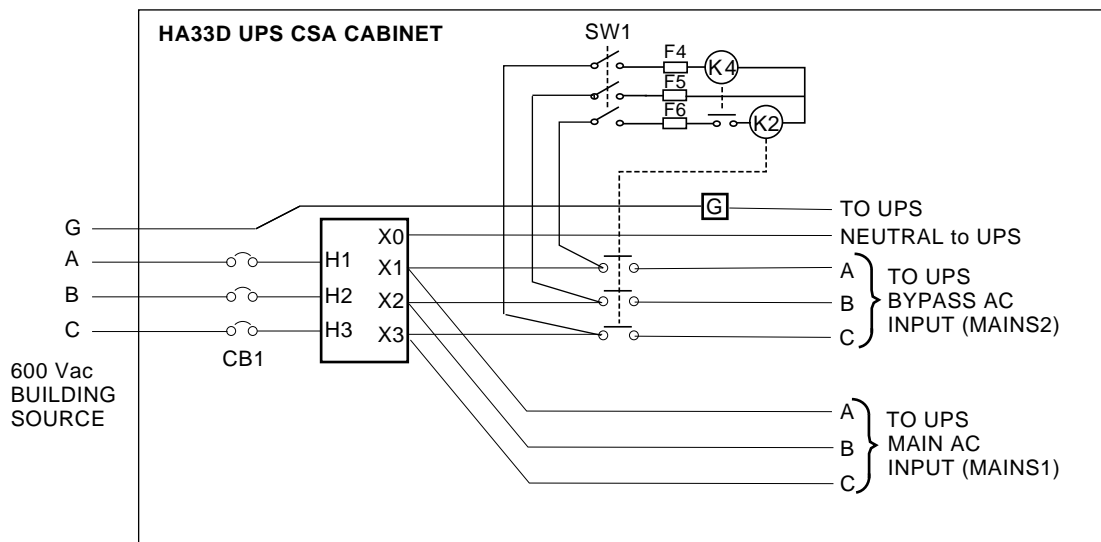 HA33D UPS CSA CABINET
SW1
F4
K4
F5
F6
K2
G
G
TO UPS
X0
NEUTRAL to UPS
A
H1
X1
A
B
H2
X2
B
C
H3
X3
C
TO UPS
BYPASS AC
INPUT (MAINS2)
CB1
600 Vac
BUILDING
SOURCE
A
B
C
TO UPS
MAIN AC
INPUT (MAINS1)